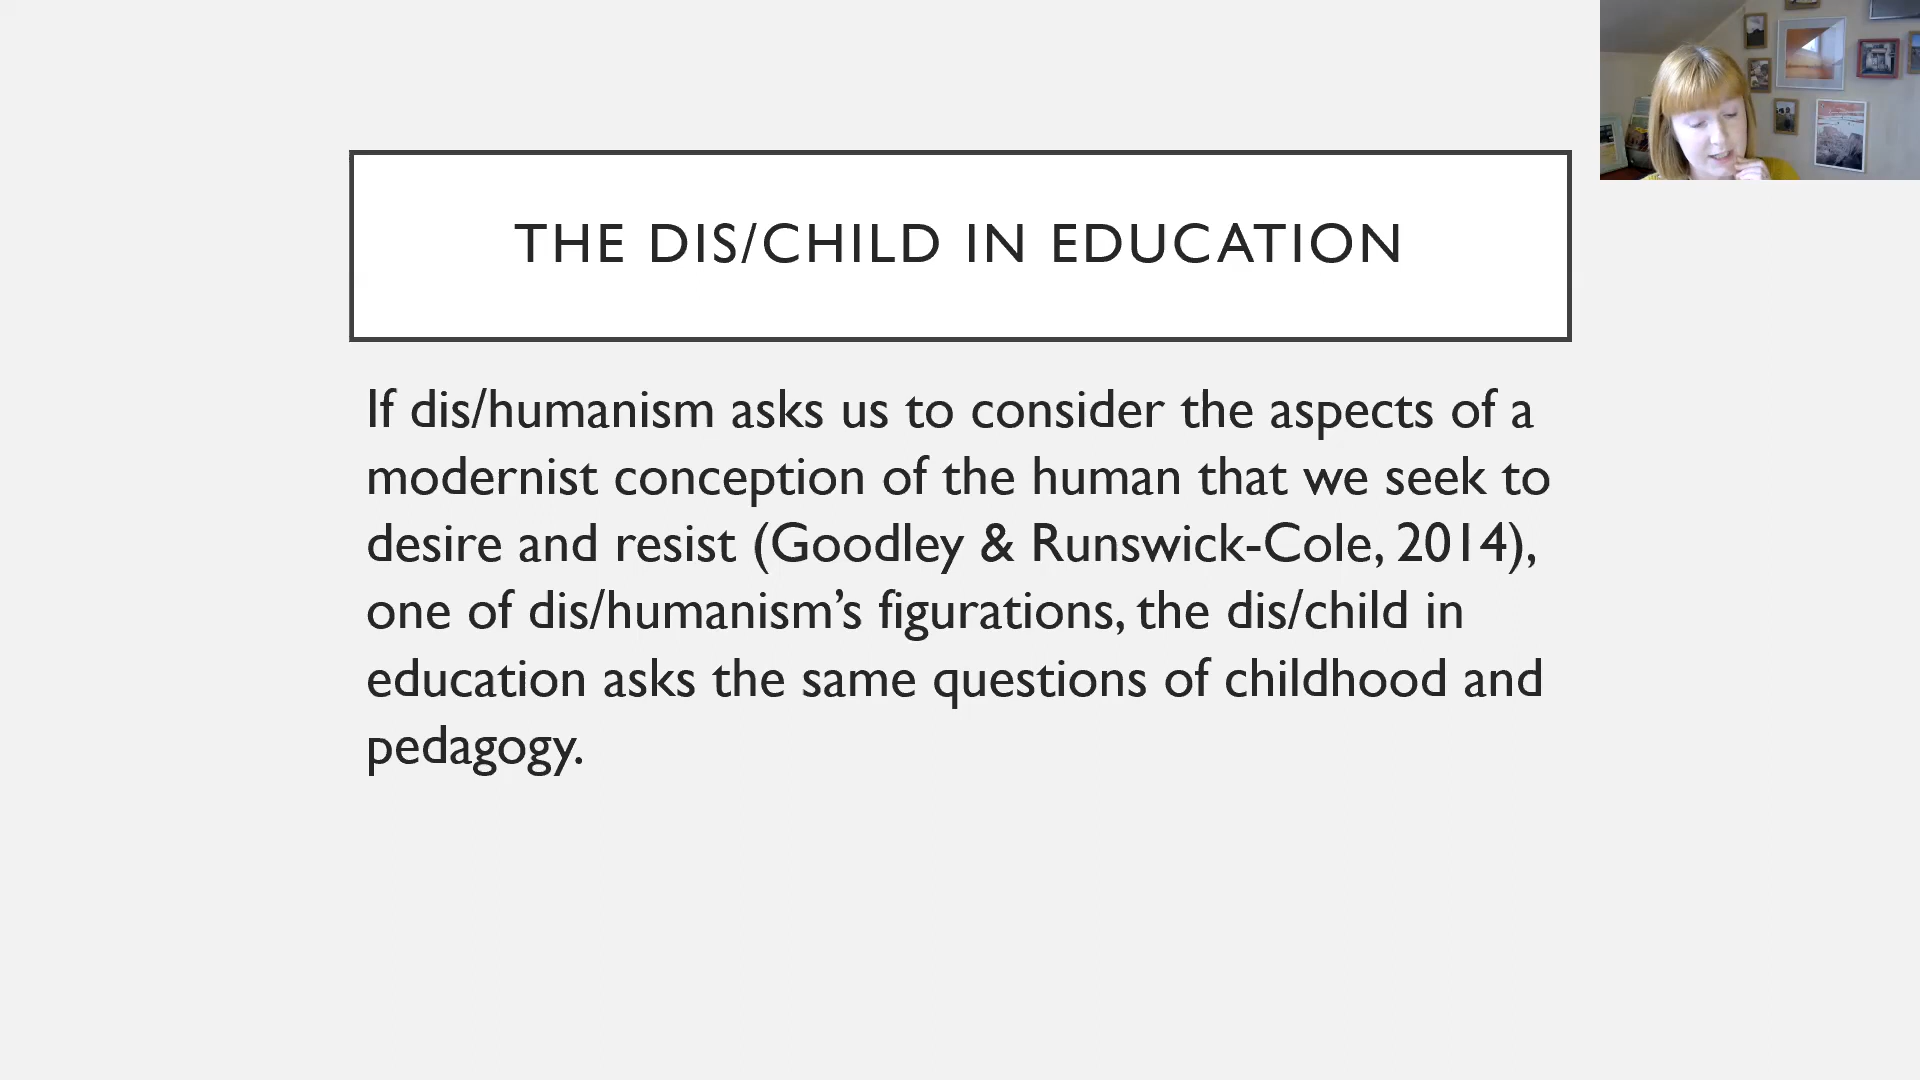 THE DIS/CHILD IN EDUCATION
If dis/humanism asks us to consider the aspects of a
modernist conception of the human that we seek to
desire and resist (Goodley & Runswick-Cole, 2014),
one of dis/humanism’s figurations, the dis/child in
education asks the same questions of childhood and
pedagogy.